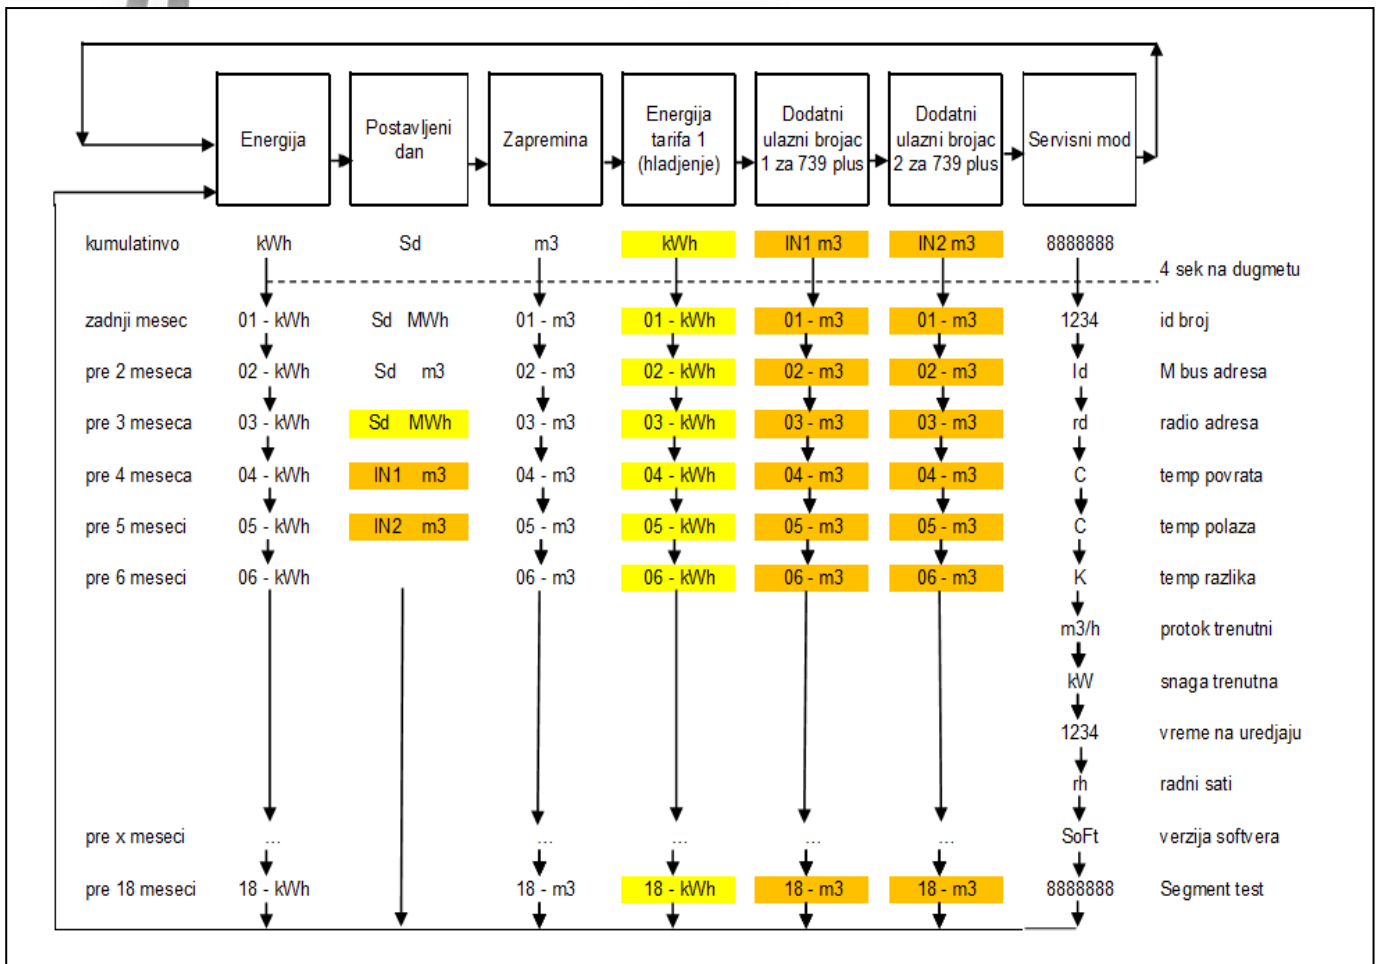 Energija
Postavljeni
dan
Zapremina
Energija
tarifa 1
(hladjenje)
Dodatni
ulazni brojac
1 za 739 plus
Dodatni
ulazni brojac
2 za 739 plus
Servisni mod
kumulatinvo kWh Sd m3 kWh IN1 m3 IN2 m3 8888888
4 sek na dugmetu
zadnji mesec 01 - kWh Sd MWh 01 - m3 01 - kWh 01 - m3 01 - m3 1234 id broj
pre 2 meseca 02 - kWh Sd m3 02 - m3 02 - kWh 02 - m3 02 - m3 Id M bus adresa
pre 3 meseca 03 - kWh Sd MWh 03 - m3 03 - kWh 03 - m3 03 - m3 rd radio adresa
pre 4 meseca 04 - kWh IN1 m3 04 - m3 04 - kWh 04 - m3 04 - m3 C temp povrata
pre 5 meseci 05 - kWh IN2 m3 05 - m3 05 - kWh 05 - m3 05 - m3 C temp polaza
pre 6 meseci 06 - kWh 06 - m3 06 - kWh 06 - m3 06 - m3 K temp razlika
m3/h protok trenutni
kW snaga trenutna
1234 vreme na uredjaju
rh radni sati
pre x meseci ... ... ... ... ... SoFt verzija softvera
pre 18 meseci 18 - kWh 18 - m3 18 - kWh 18 - m3 18 - m3 8888888 Segment test